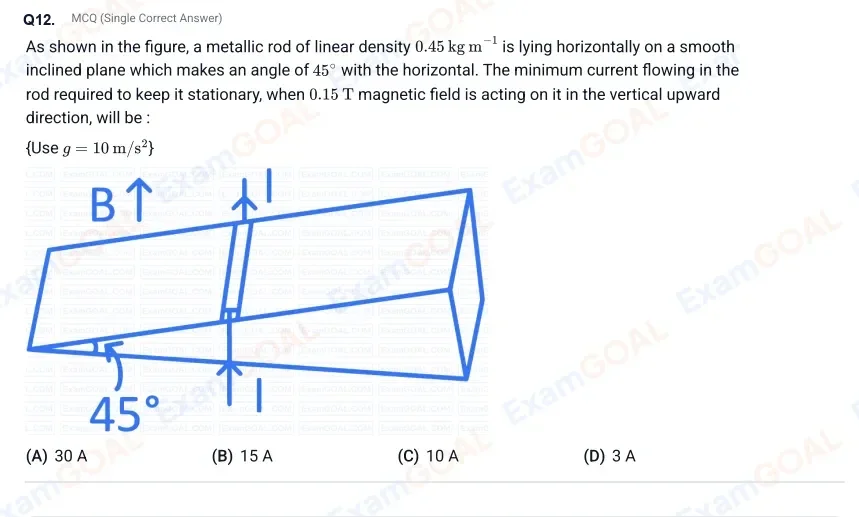 Q12. MCQ (Single Correct Answer)
As shown in the figure, a metallic rod of linear density 0.45 kg m⁻¹ is lying horizontally on a smooth
inclined plane which makes an angle of 45° with the horizontal. The minimum current flowing in the
rod required to keep it stationary, when 0.15 T magnetic field is acting on it in the vertical upward
direction, will be :
{Use g = 10 m/s²}
B↑
I
45°
I
(A) 30 A (B) 15 A (C) 10 A (D) 3 A
ExamGOAL